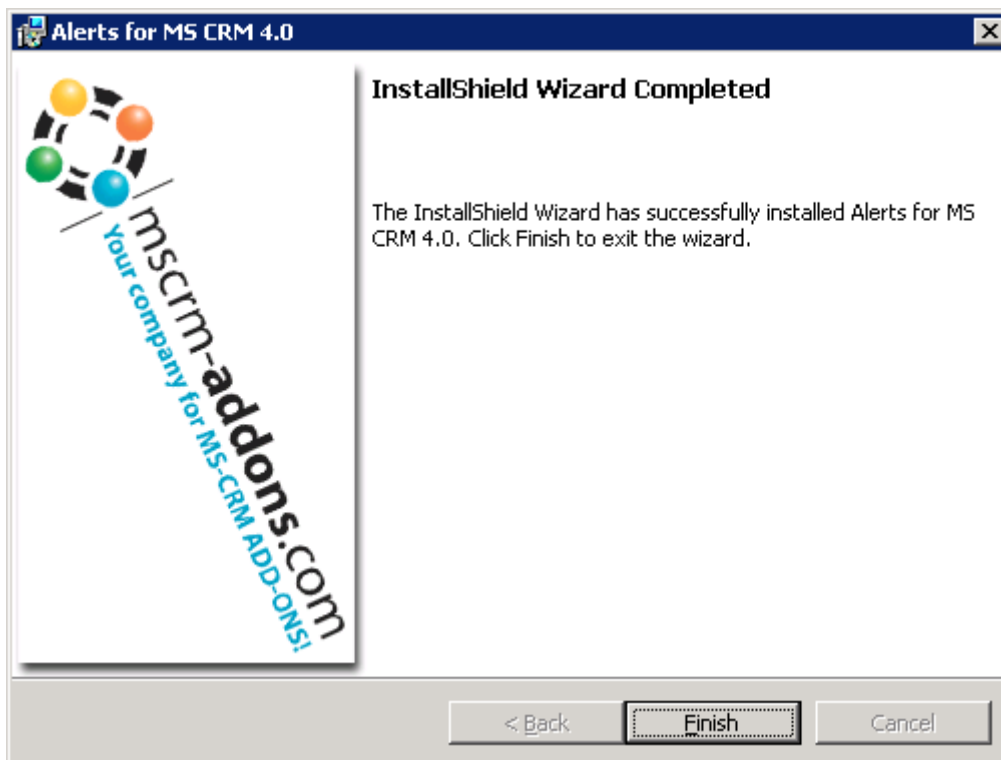 Alerts for MS CRM 4.0
InstallShield Wizard Completed
The InstallShield Wizard has successfully installed Alerts for MS
CRM 4.0. Click Finish to exit the wizard.
mscrm-addons.com
Your company for MS-CRM ADD-ONS!
< Back
Finish
Cancel